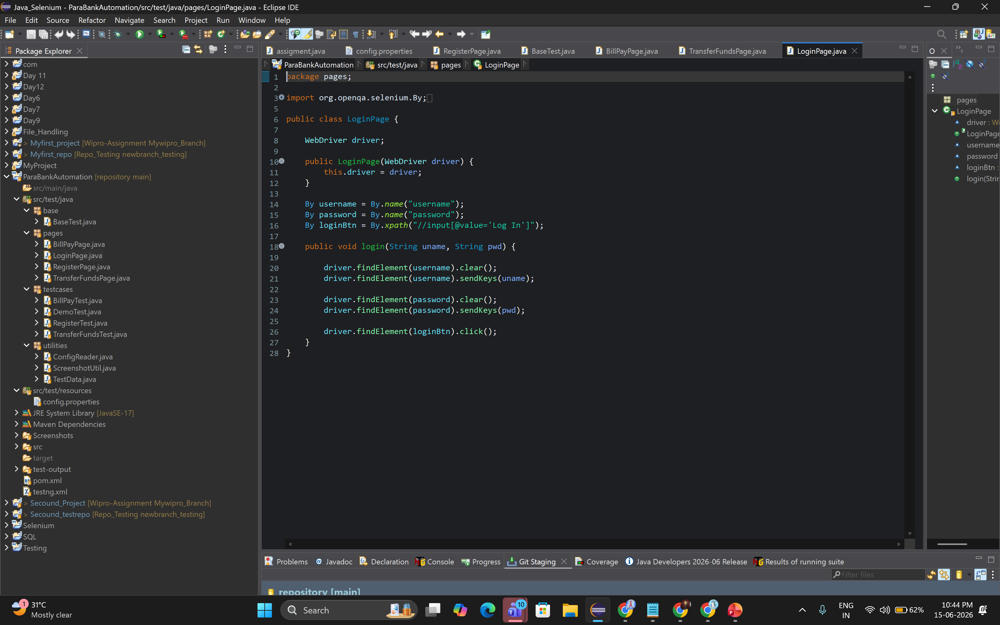 Java_Selenium - ParaBankAutomation/src/test/java/pages/LoginPage.java - Eclipse IDE
File Edit Source Refactor Navigate Search Project Run Window Help
Package Explorer
com
Day 11
Day12
Day6
Day7
Day9
File_Handling
> Myfirst_project [Wipro-Assignment Mywipro_Branch]
> Myfirst_repo [Repo_Testing newbranch_testing]
MyProject
ParaBankAutomation [repository main]
src/main/java
src/test/java
base
BaseTest.java
pages
BillPayPage.java
LoginPage.java
RegisterPage.java
TransferFundsPage.java
testcases
BillPayTest.java
DemoTest.java
RegisterTest.java
TransferFundsTest.java
utilities
ConfigReader.java
ScreenshotUtil.java
TestData.java
src/test/resources
config.properties
JRE System Library [JavaSE-17]
Maven Dependencies
Screenshots
src
target
test-output
pom.xml
testng.xml
> Secound_Project [Wipro-Assignment Mywipro_Branch]
> Secound_testrepo [Repo_Testing newbranch_testing]
Selenium
SQL
Testing
assigment.java config.properties RegisterPage.java BaseTest.java BillPayPage.java TransferFundsPage.java LoginPage.java
ParaBankAutomation src/test/java pages LoginPage
1 package pages;
2
3 import org.openqa.selenium.By;
5
6 public class LoginPage {
7
8 WebDriver driver;
9
10 public LoginPage(WebDriver driver) {
11 this.driver = driver;
12 }
13
14 By username = By.name("username");
15 By password = By.name("password");
16 By loginBtn = By.xpath("//input[@value='Log In']");
17
18 public void login(String uname, String pwd) {
19
20 driver.findElement(username).clear();
21 driver.findElement(username).sendKeys(uname);
22
23 driver.findElement(password).clear();
24 driver.findElement(password).sendKeys(pwd);
25
26 driver.findElement(loginBtn).click();
27 }
28 }
O
pages
LoginPage
driver : We
LoginPage
username
password
loginBtn :
login(Strin
Problems Javadoc Declaration Console Progress Git Staging Coverage Java Developers 2026-06 Release Results of running suite
Filter files
repository [main]
1
31°C
Mostly clear
Search
10
ENG
IN
62%
10:44 PM
15-06-2026